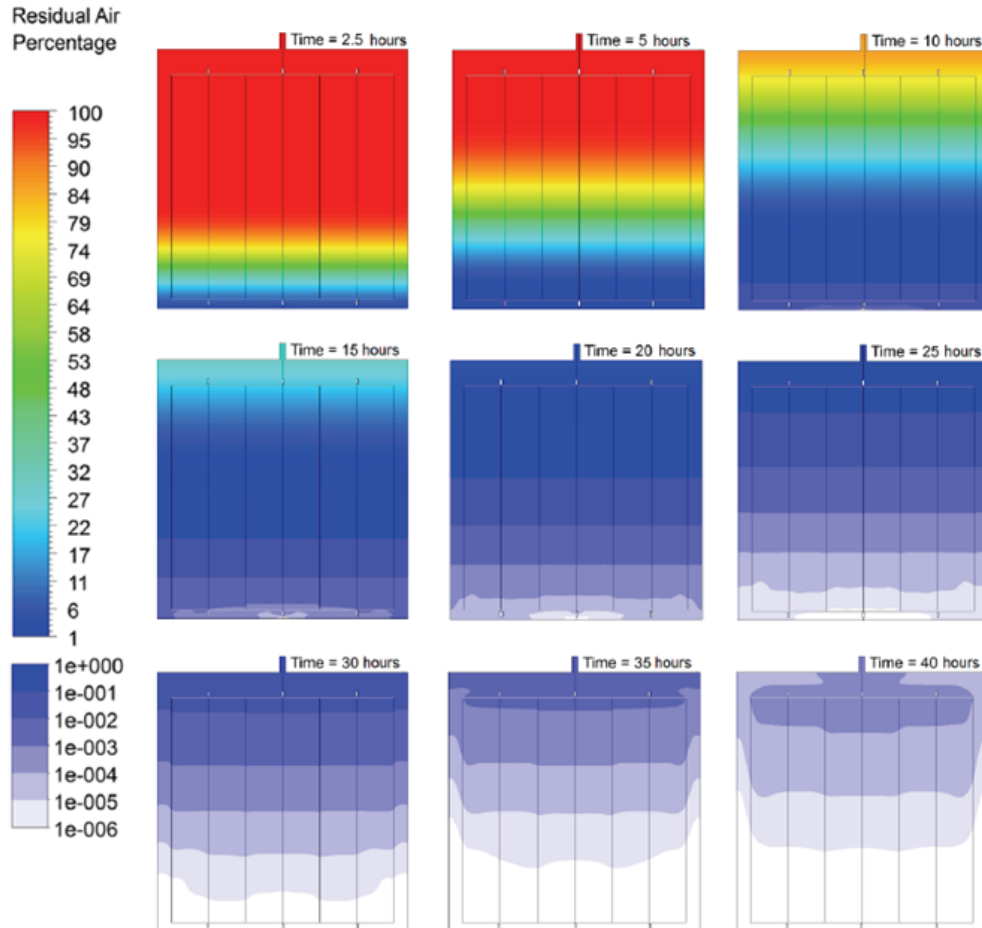 Residual Air
Percentage
Time = 2.5 hours
Time = 5 hours
Time = 10 hours
100
95
90
84
79
74
69
64
58
53
48
43
37
32
27
22
17
11
6
1
Time = 15 hours
Time = 20 hours
Time = 25 hours
1e+000
1e-001
1e-002
1e-003
1e-004
1e-005
1e-006
Time = 30 hours
Time = 35 hours
Time = 40 hours